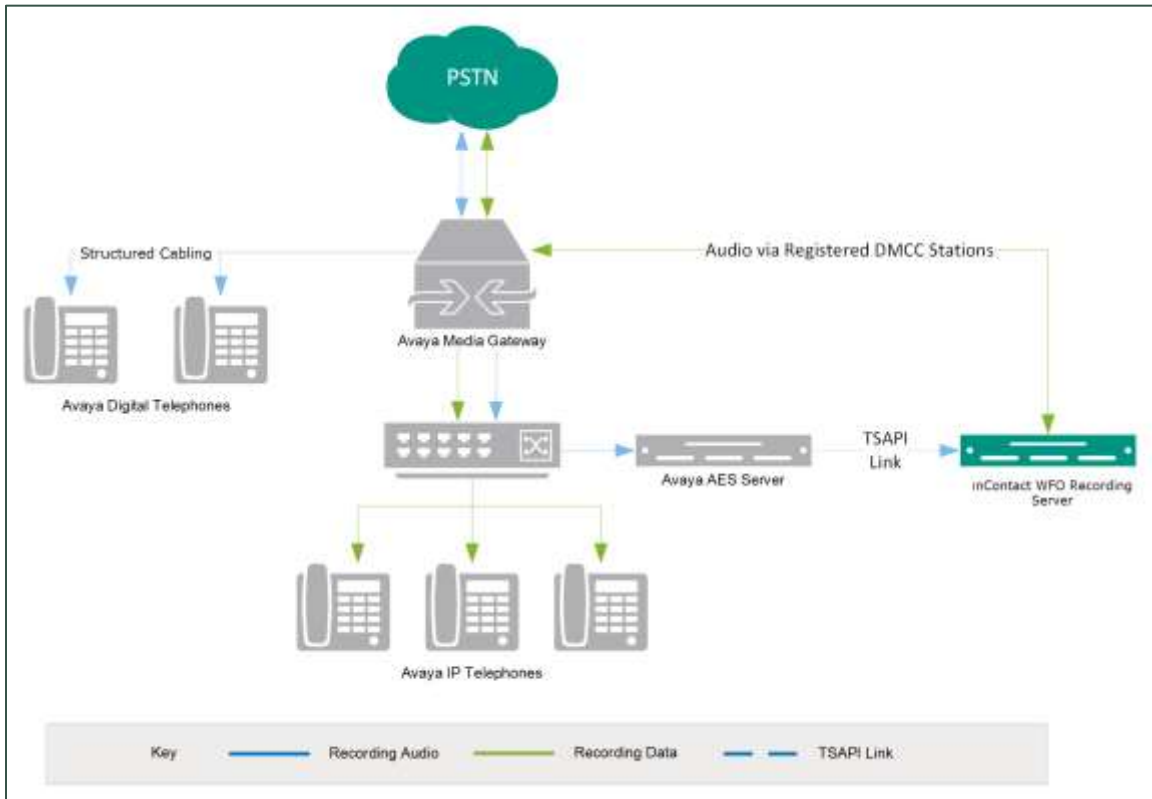 PSTN
Structured Cabling
Audio via Registered DMCC Stations
Avaya Media Gateway
Avaya Digital Telephones
TSAPI
Link
Avaya AES Server
inContact WFO Recording
Server
Avaya IP Telephones
Key
Recording Audio
Recording Data
TSAPI Link